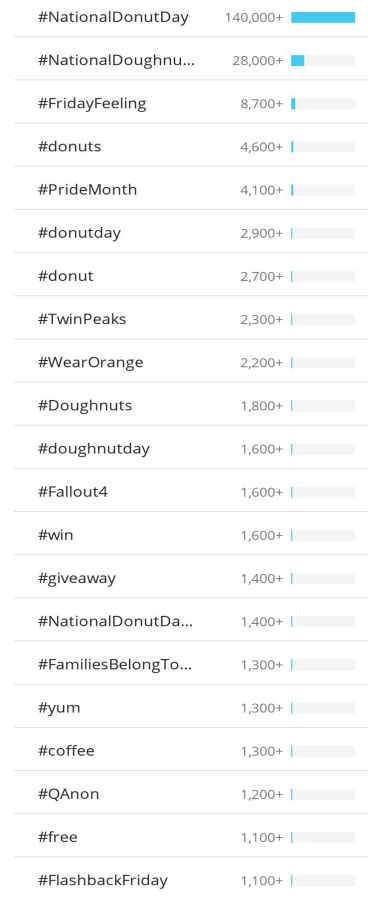 #NationalDonutDay 140,000+
#NationalDoughnu... 28,000+
#FridayFeeling 8,700+
#donuts 4,600+
#PrideMonth 4,100+
#donutday 2,900+
#donut 2,700+
#TwinPeaks 2,300+
#WearOrange 2,200+
#Doughnuts 1,800+
#doughnutday 1,600+
#Fallout4 1,600+
#win 1,600+
#giveaway 1,400+
#NationalDonutDa... 1,400+
#FamiliesBelongTo... 1,300+
#yum 1,300+
#coffee 1,300+
#QAnon 1,200+
#free 1,100+
#FlashbackFriday 1,100+